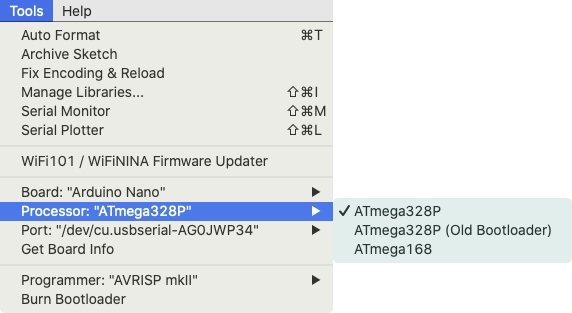 Tools Help
Auto Format ⌘T
Archive Sketch
Fix Encoding & Reload
Manage Libraries... ⇧⌘I
Serial Monitor ⇧⌘M
Serial Plotter ⇧⌘L
WiFi101 / WiFiNINA Firmware Updater
Board: "Arduino Nano" ▶
Processor: "ATmega328P" ▶ ✓ ATmega328P
Port: "/dev/cu.usbserial-AG0JWP34" ▶ ATmega328P (Old Bootloader)
Get Board Info ATmega168
Programmer: "AVRISP mkII" ▶
Burn Bootloader